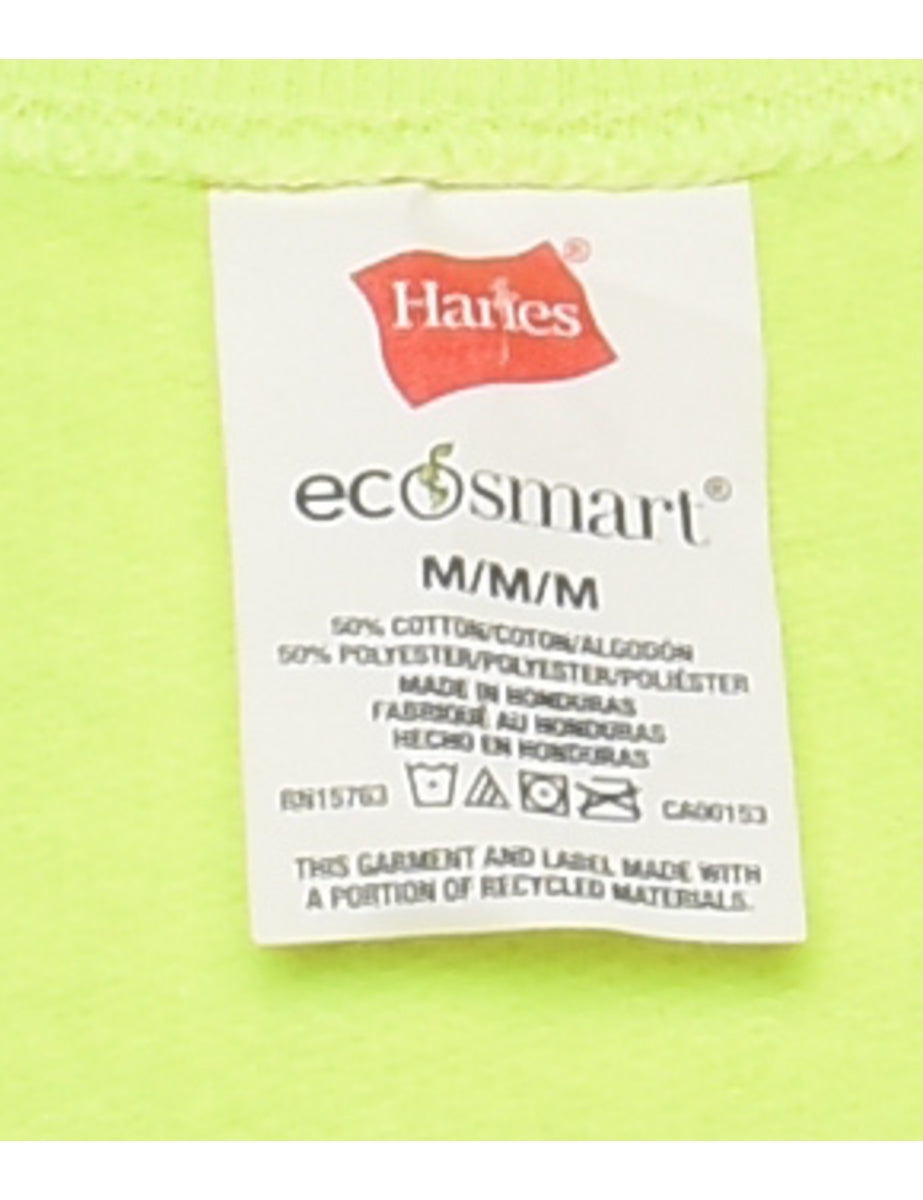 Hanes®
ecosmart®
M/M/M
50% COTTON/COTON/ALGODÓN
50% POLYESTER/POLYESTER/POLIÉSTER
MADE IN HONDURAS
FABRIQUÉ AU HONDURAS
HECHO EN HONDURAS
RN15763 CA00153
THIS GARMENT AND LABEL MADE WITH
A PORTION OF RECYCLED MATERIALS.